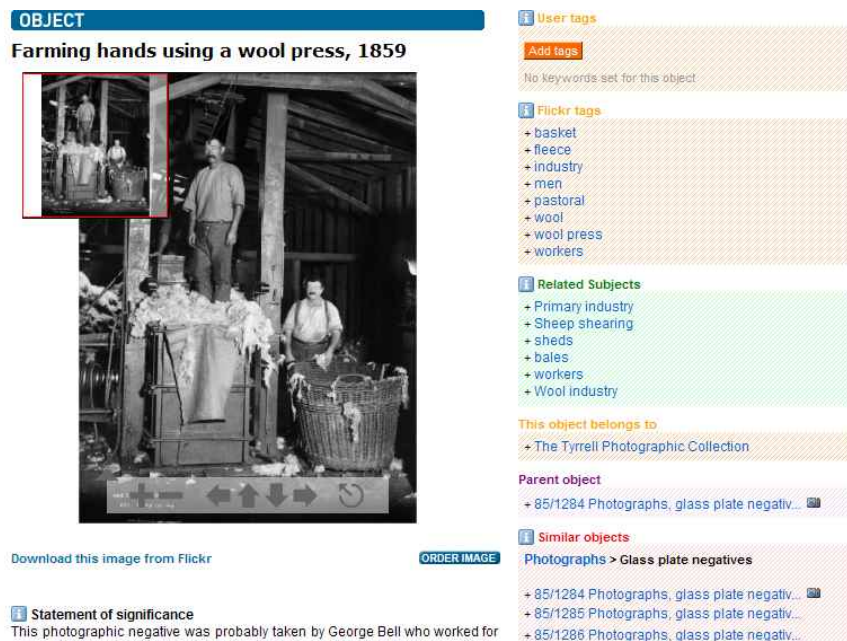 OBJECT
Farming hands using a wool press, 1859
Download this image from Flickr
ORDER IMAGE
Statement of significance
This photographic negative was probably taken by George Bell who worked for
User tags
Add tags
No keywords set for this object
Flickr tags
+ basket
+ fleece
+ industry
+ men
+ pastoral
+ wool
+ wool press
+ workers
Related Subjects
+ Primary industry
+ Sheep shearing
+ sheds
+ bales
+ workers
+ Wool industry
This object belongs to
+ The Tyrrell Photographic Collection
Parent object
+ 85/1284 Photographs, glass plate negativ...
Similar objects
Photographs > Glass plate negatives
+ 85/1284 Photographs, glass plate negativ...
+ 85/1285 Photographs, glass plate negativ...
+ 85/1286 Photographs, glass plate negativ...